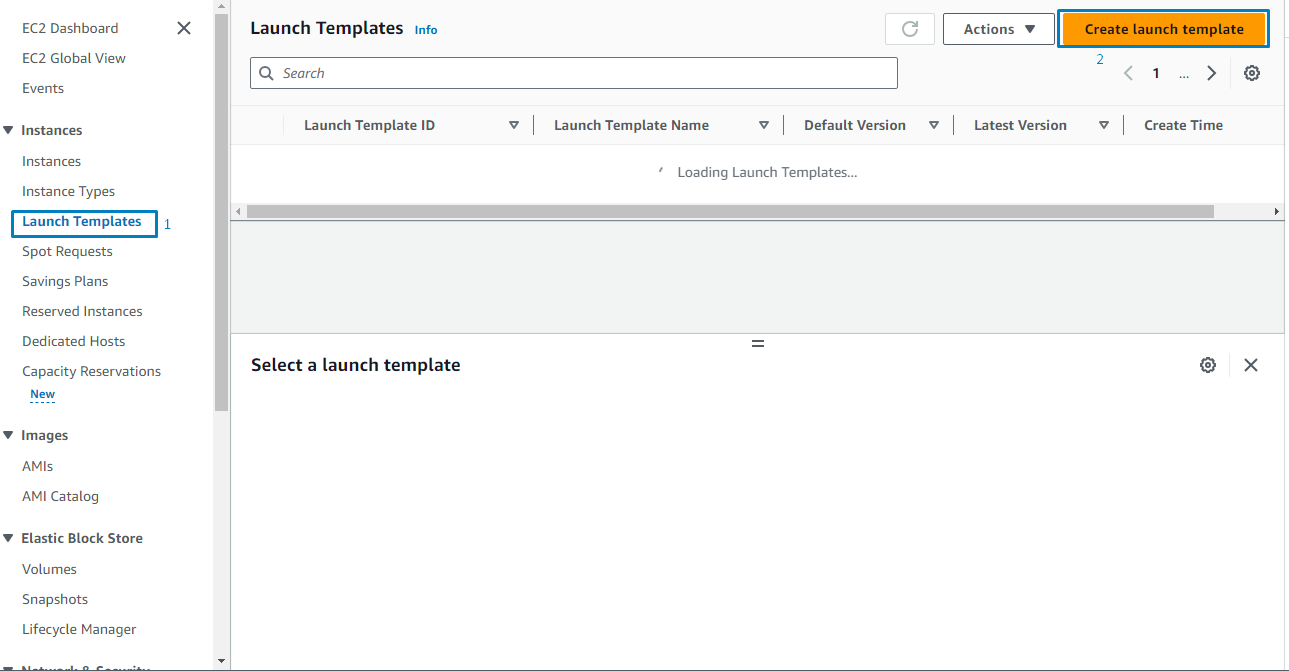 EC2 Dashboard
EC2 Global View
Events
Instances
Instances
Instance Types
Launch Templates 1
Spot Requests
Savings Plans
Reserved Instances
Dedicated Hosts
Capacity Reservations
New
Images
AMIs
AMI Catalog
Elastic Block Store
Volumes
Snapshots
Lifecycle Manager
Network & Security
Launch Templates Info
Actions
Create launch template
2
Search
1 ...
Launch Template ID Launch Template Name Default Version Latest Version Create Time
Loading Launch Templates...
Select a launch template